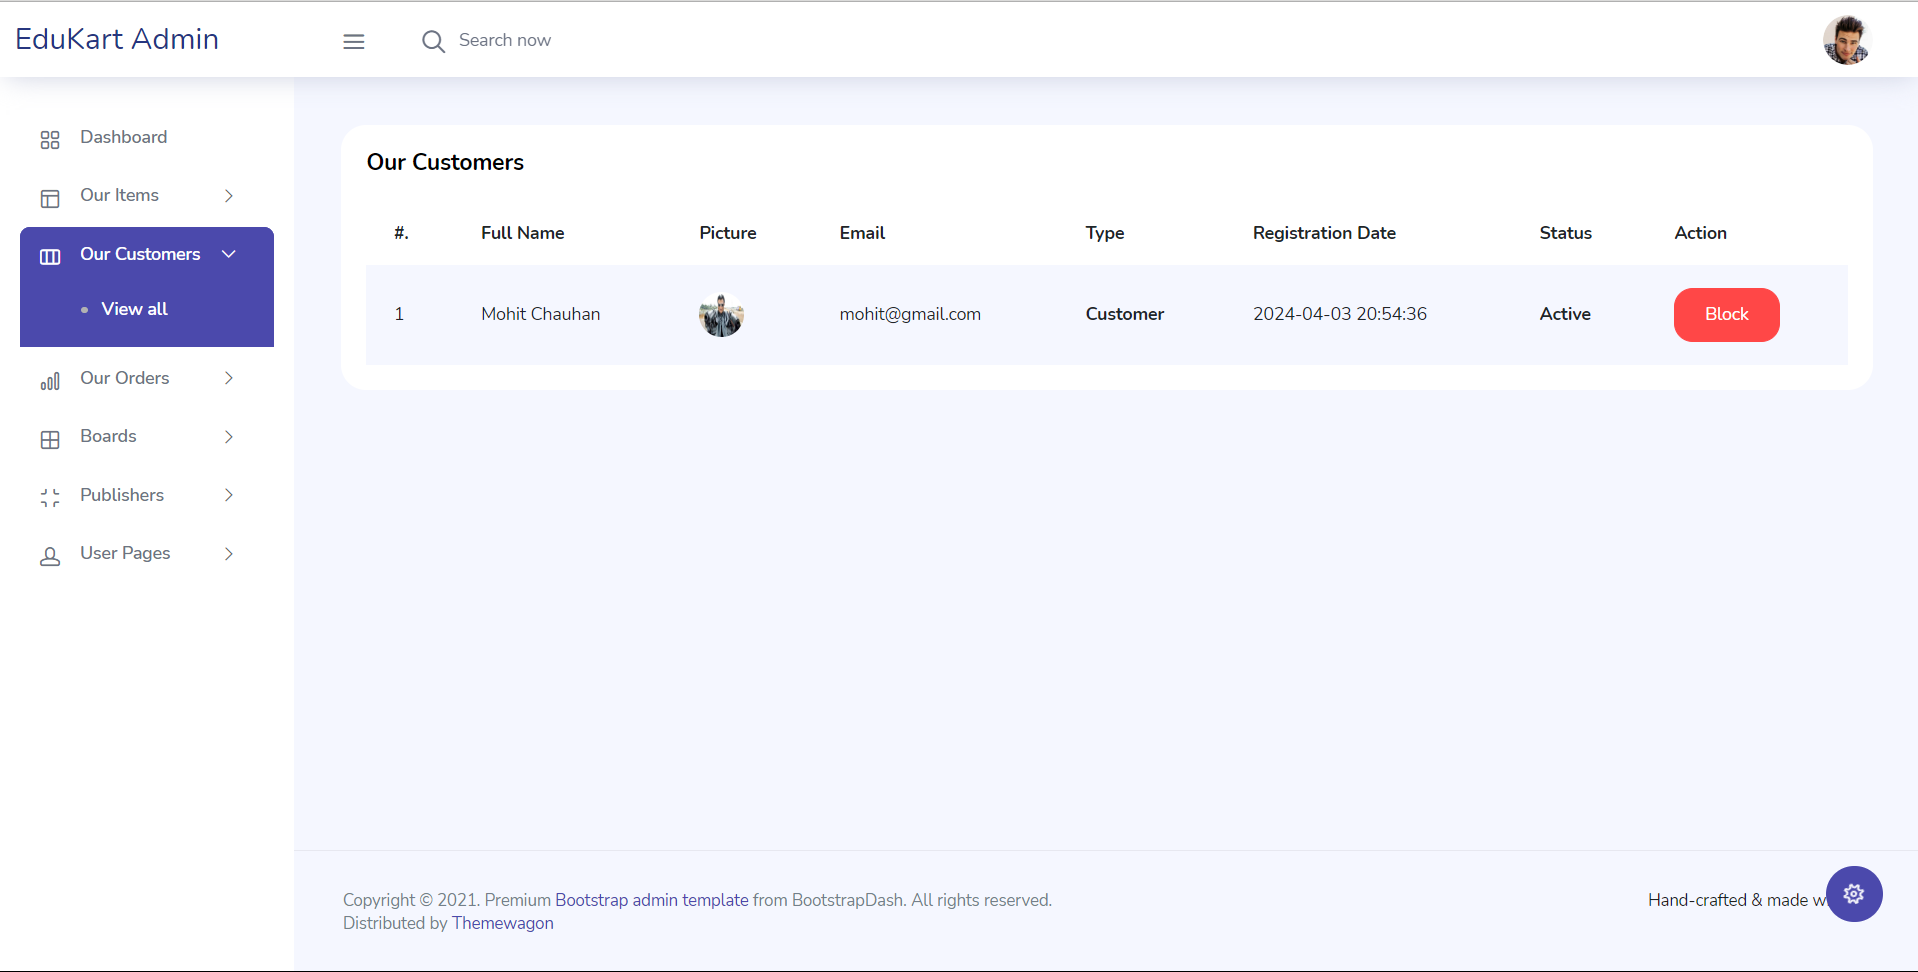 EduKart Admin
Search now
Dashboard
Our Items
Our Customers
View all
Our Orders
Boards
Publishers
User Pages
Our Customers
#. Full Name Picture Email Type Registration Date Status Action
1 Mohit Chauhan mohit@gmail.com Customer 2024-04-03 20:54:36 Active Block
Copyright © 2021. Premium Bootstrap admin template from BootstrapDash. All rights reserved.
Distributed by Themewagon
Hand-crafted & made